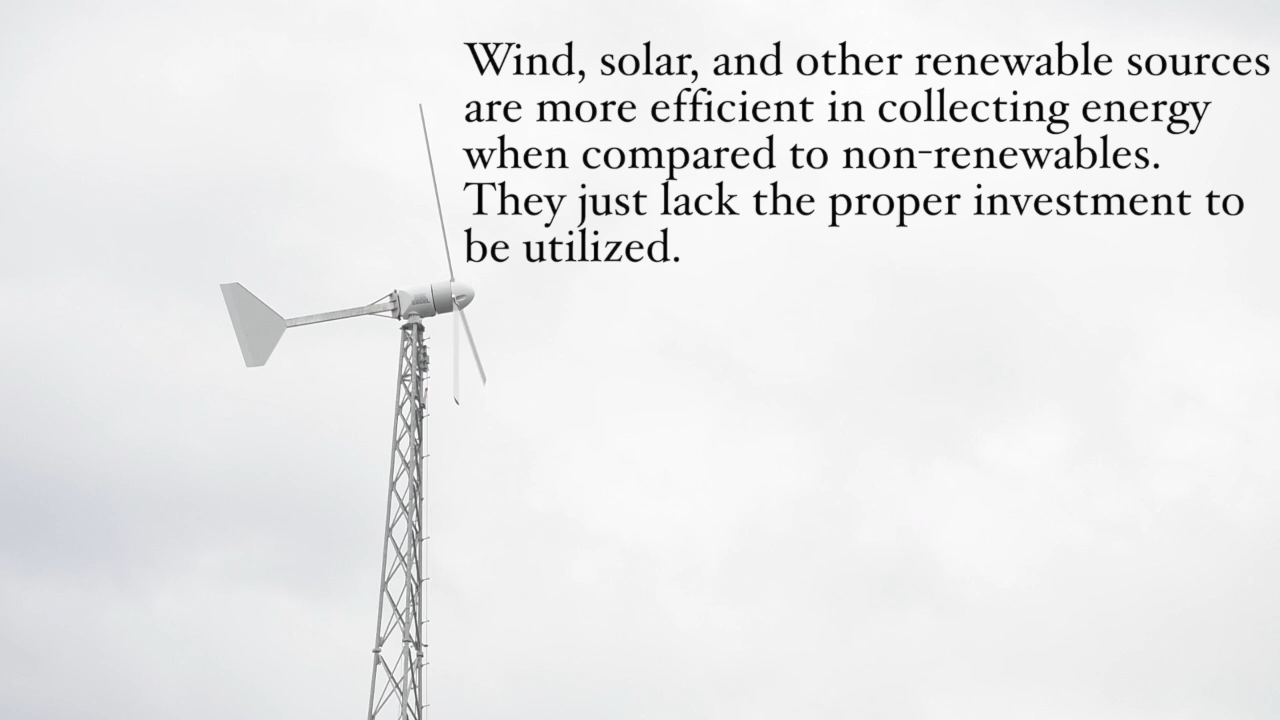 Wind, solar, and other renewable sources
are more efficient in collecting energy
when compared to non-renewables.
They just lack the proper investment to
be utilized.